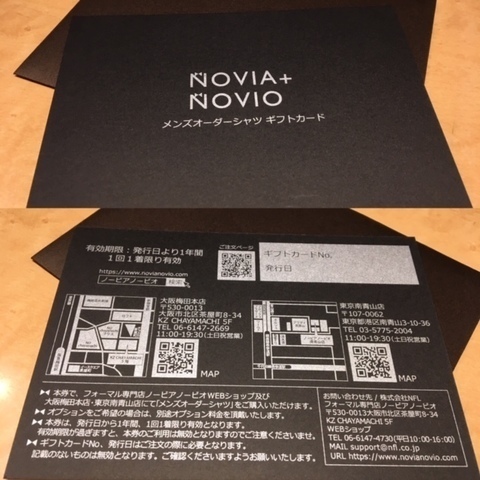 NOVIA+
NOVIO
メンズオーダーシャツ ギフトカード
有効期限：発行日より1年間
1回1着限り有効
https://www.novianovio.com
ノービアノービオ 検索
ご注文ページ
ギフトカードNo.
発行日
大阪梅田本店
〒530-0013
大阪市北区茶屋町8-34
KZ CHAYAMACHI 5F
TEL 06-6147-2669
11:00-19:30(土日祝営業)
MAP
東京南青山店
〒107-0062
東京都港区南青山3-10-36
TEL 03-5775-2004
11:00-19:30(土日祝営業)
MAP
本券で、フォーマル専門店ノービアノービオWEBショップ及び
大阪梅田本店・東京南青山店にて「メンズオーダーシャツ」をご購入いただけます。
オプションをご希望の場合は、別途オプション料金を頂戴いたします。
本券は、発行日から1年間、1回1着限り有効となります。
有効期限が過ぎますと、本券のご利用は無効となりますのでご注意くださいませ。
ギフトカードNo、発行日はご注文の際に必要となります。
記載のないものは無効となります。ご確認いただきますようお願いいたします。
お問い合わせ先 / 株式会社NFL
フォーマル専門店 ノービアノービオ
〒530-0013大阪市北区茶屋町8-34
KZ CHAYAMACHI 5F
WEBショップ
TEL 06-6147-4730(平日10:00-16:00)
MAIL support@nfl.co.jp
URL https://www.novianovio.com